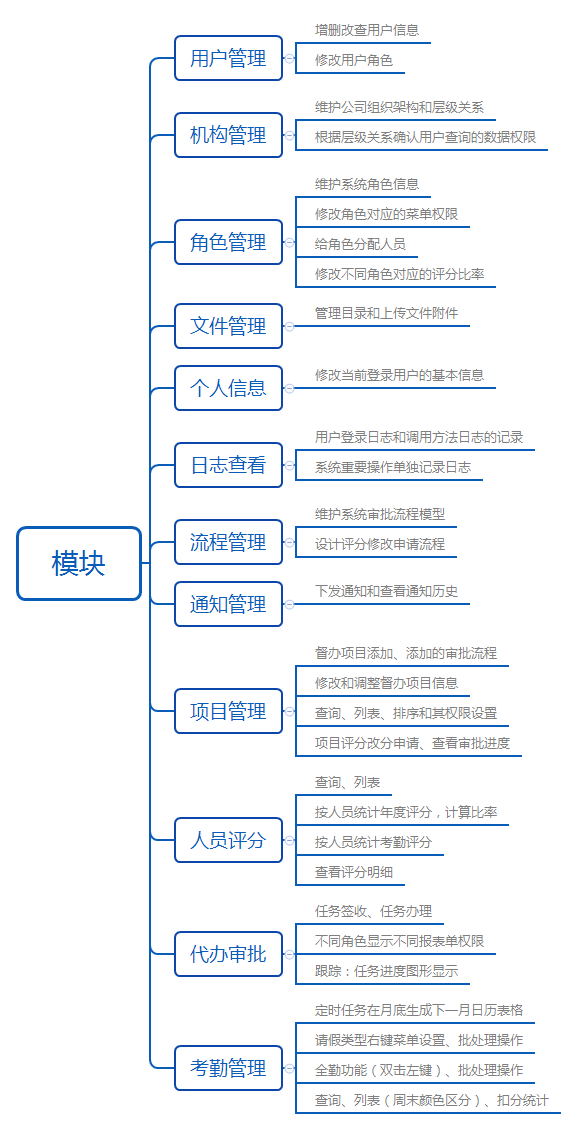 模块
用户管理
增删改查用户信息
修改用户角色
机构管理
维护公司组织架构和层级关系
根据层级关系确认用户查询的数据权限
角色管理
维护系统角色信息
修改角色对应的菜单权限
给角色分配人员
修改不同角色对应的评分比率
文件管理
管理目录和上传文件附件
个人信息
修改当前登录用户的基本信息
日志查看
用户登录日志和调用方法日志的记录
系统重要操作单独记录日志
流程管理
维护系统审批流程模型
设计评分修改申请流程
通知管理
下发通知和查看通知历史
项目管理
督办项目添加、添加的审批流程
修改和调整督办项目信息
查询、列表、排序和其权限设置
项目评分改分申请、查看审批进度
人员评分
查询、列表
按人员统计年度评分，计算比率
按人员统计考勤评分
查看评分明细
代办审批
任务签收、任务办理
不同角色显示不同报表单权限
跟踪：任务进度图形显示
考勤管理
定时任务在月底生成下一月日历表格
请假类型右键菜单设置、批处理操作
全勤功能（双击左键）、批处理操作
查询、列表（周末颜色区分）、扣分统计